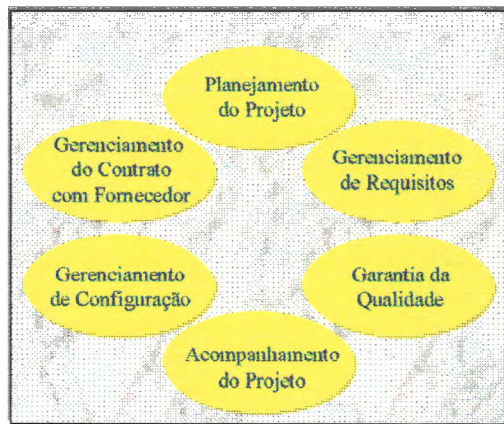 Planejamento
do Projeto
Gerenciamento
do Contrato
com Fornecedor
Gerenciamento
de Requisitos
Gerenciamento
de Configuração
Garantia da
Qualidade
Acompanhamento
do Projeto